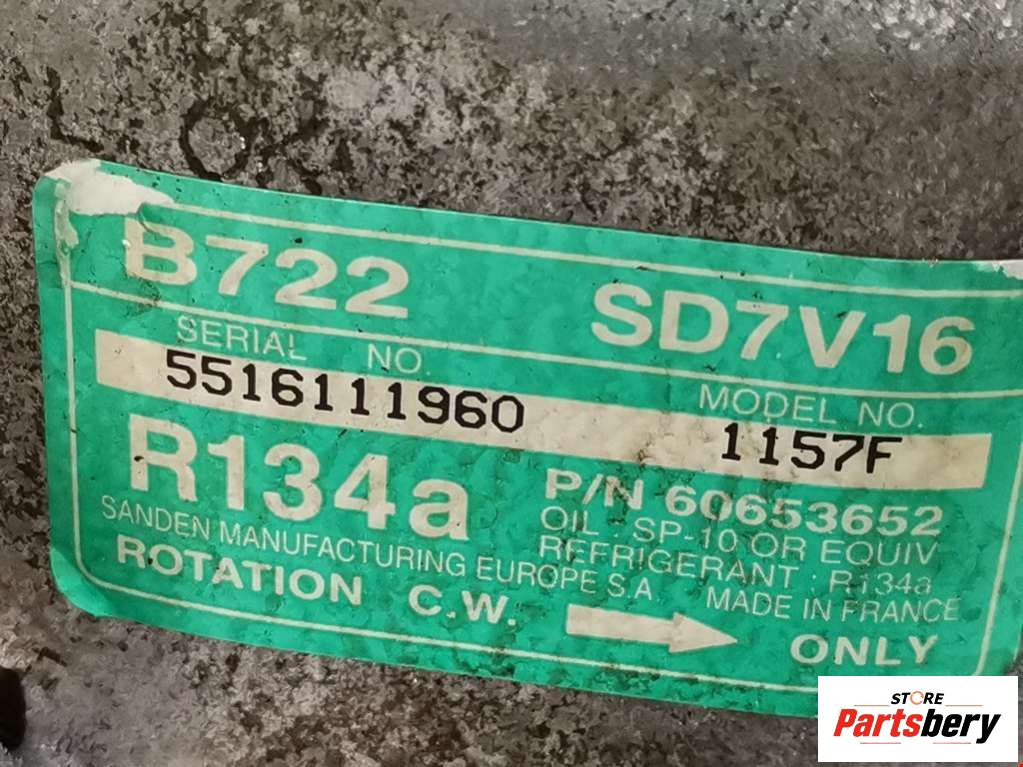 B722 SD7V16
SERIAL NO.
5516111960
MODEL NO.
1157F
R134a
P/N 60653652
OIL : SP-10 OR EQUIV
REFRIGERANT : R134a
SANDEN MANUFACTURING EUROPE S.A. MADE IN FRANCE
ROTATION C.W. ONLY
STORE
Partsbery